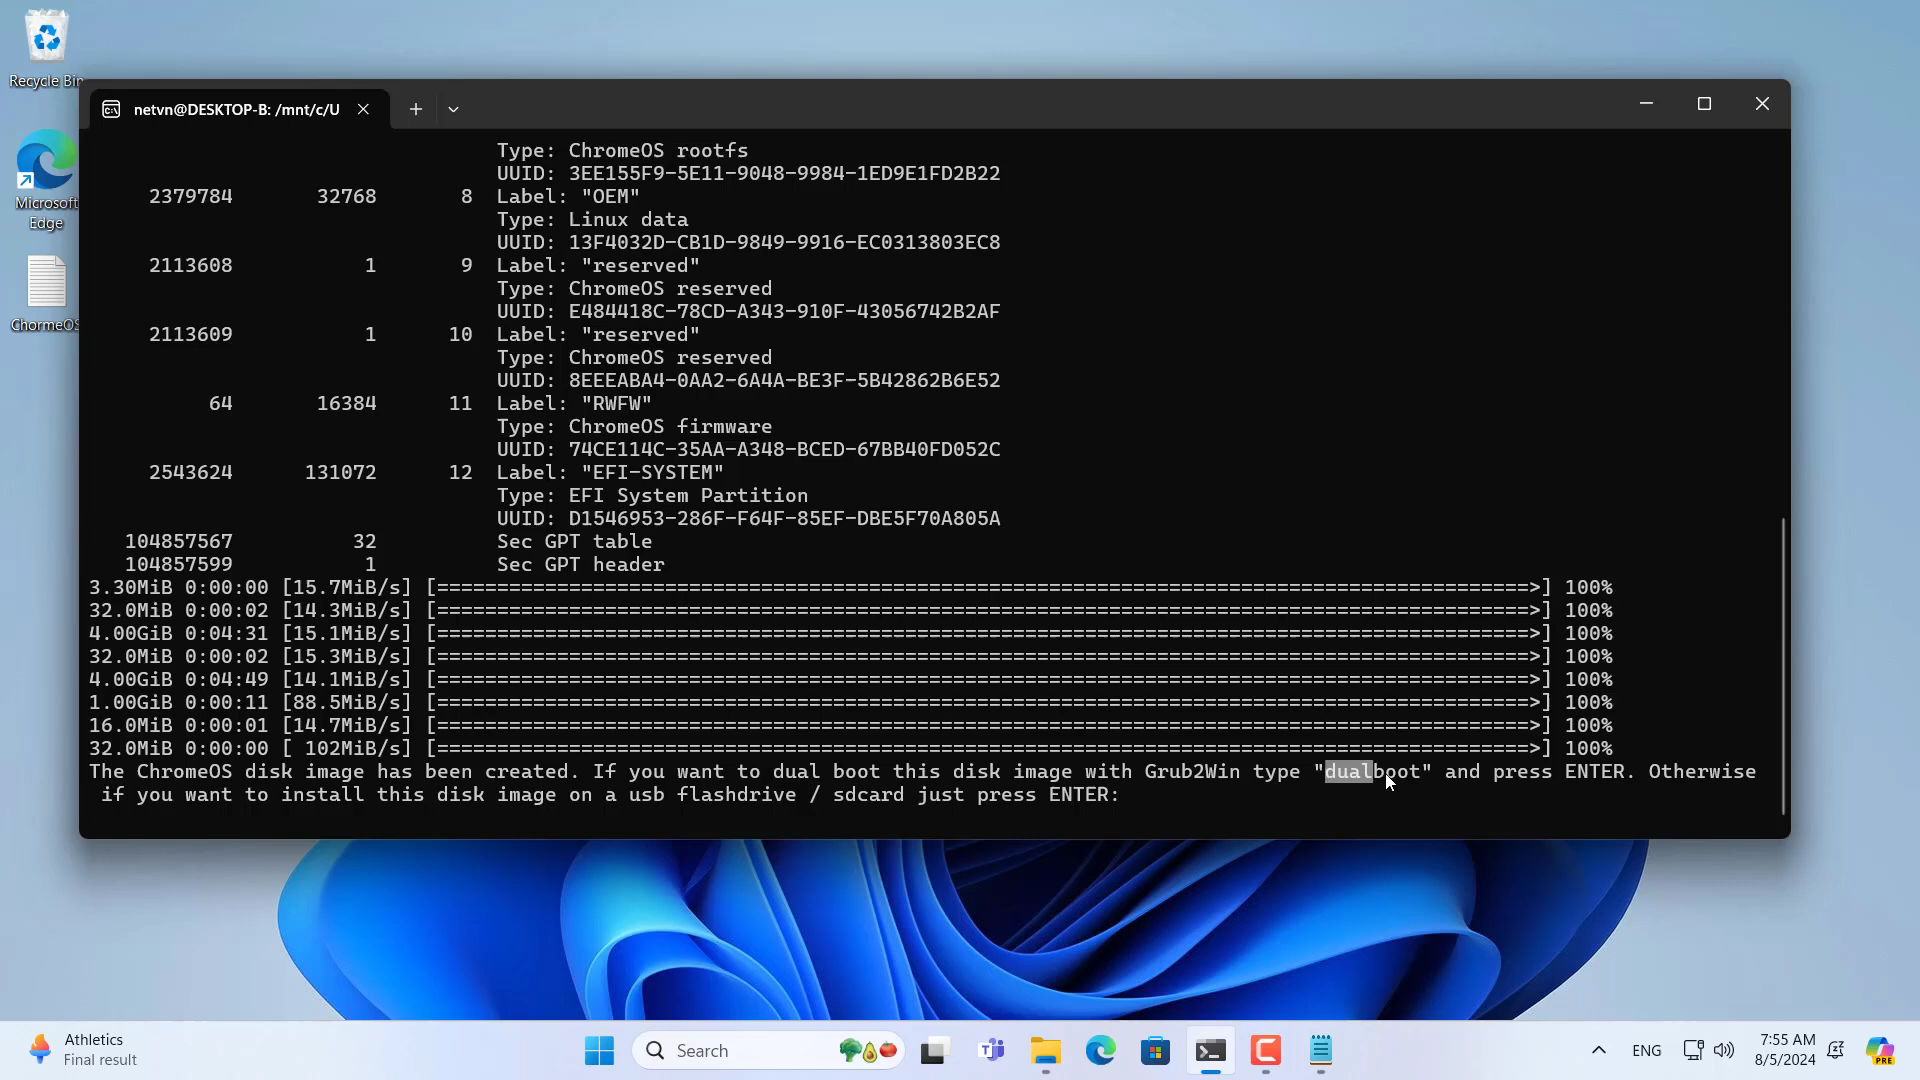 Recycle Bin
Microsoft
Edge
ChormeOS
netvn@DESKTOP-B: /mnt/c/U
Type: ChromeOS rootfs
UUID: 3EE155F9-5E11-9048-9984-1ED9E1FD2B22
2379784 32768 8 Label: "OEM"
Type: Linux data
UUID: 13F4032D-CB1D-9849-9916-EC0313803EC8
2113608 1 9 Label: "reserved"
Type: ChromeOS reserved
UUID: E484418C-78CD-A343-910F-43056742B2AF
2113609 1 10 Label: "reserved"
Type: ChromeOS reserved
UUID: 8EEEABA4-0AA2-6A4A-BE3F-5B42862B6E52
64 16384 11 Label: "RWFW"
Type: ChromeOS firmware
UUID: 74CE114C-35AA-A348-BCED-67BB40FD052C
2543624 131072 12 Label: "EFI-SYSTEM"
Type: EFI System Partition
UUID: D1546953-286F-F64F-85EF-DBE5F70A805A
104857567 32 Sec GPT table
104857599 1 Sec GPT header
3.30MiB 0:00:00 [15.7MiB/s] [===========================================================================================>] 100%
32.0MiB 0:00:02 [14.3MiB/s] [===========================================================================================>] 100%
4.00GiB 0:04:31 [15.1MiB/s] [===========================================================================================>] 100%
32.0MiB 0:00:02 [15.3MiB/s] [===========================================================================================>] 100%
4.00GiB 0:04:49 [14.1MiB/s] [===========================================================================================>] 100%
1.00GiB 0:00:11 [88.5MiB/s] [===========================================================================================>] 100%
16.0MiB 0:00:01 [14.7MiB/s] [===========================================================================================>] 100%
32.0MiB 0:00:00 [ 102MiB/s] [===========================================================================================>] 100%
The ChromeOS disk image has been created. If you want to dual boot this disk image with Grub2Win type "dualboot" and press ENTER. Otherwise
if you want to install this disk image on a usb flashdrive / sdcard just press ENTER:
Athletics
Final result
Search
ENG
7:55 AM
8/5/2024
PRE